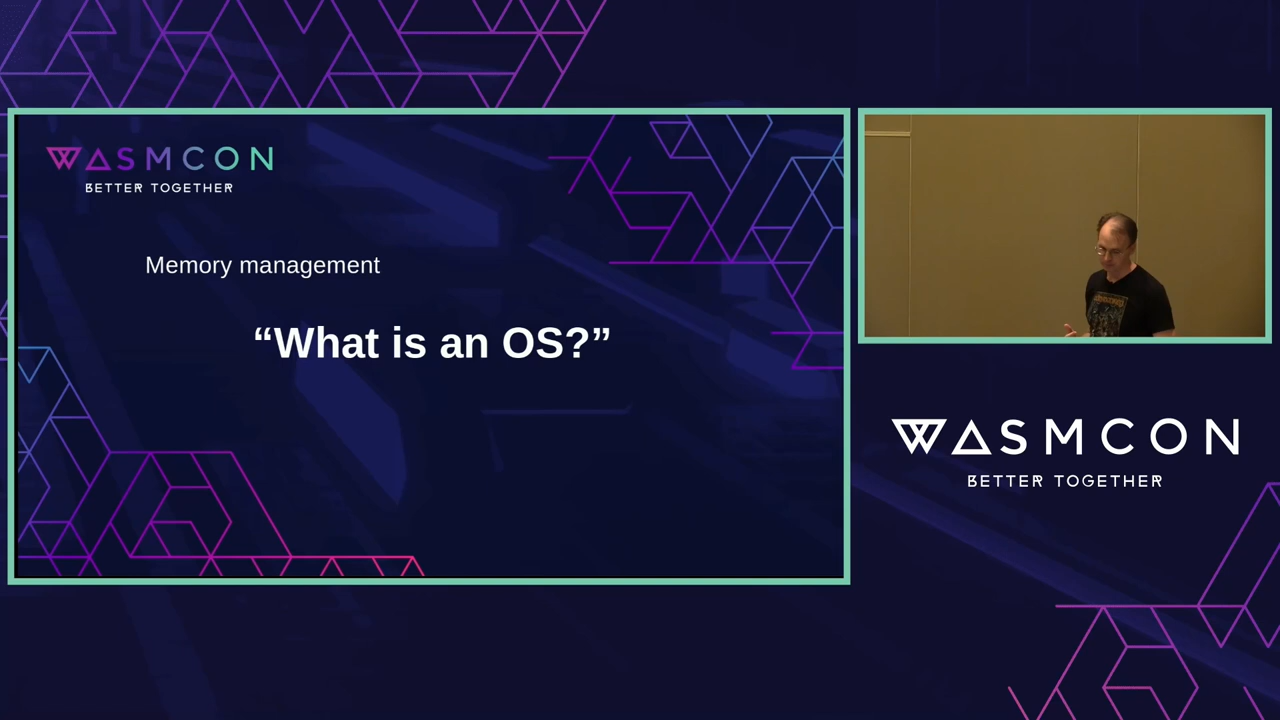 WASMCON
BETTER TOGETHER
Memory management
“What is an OS?”
WASMCON
BETTER TOGETHER